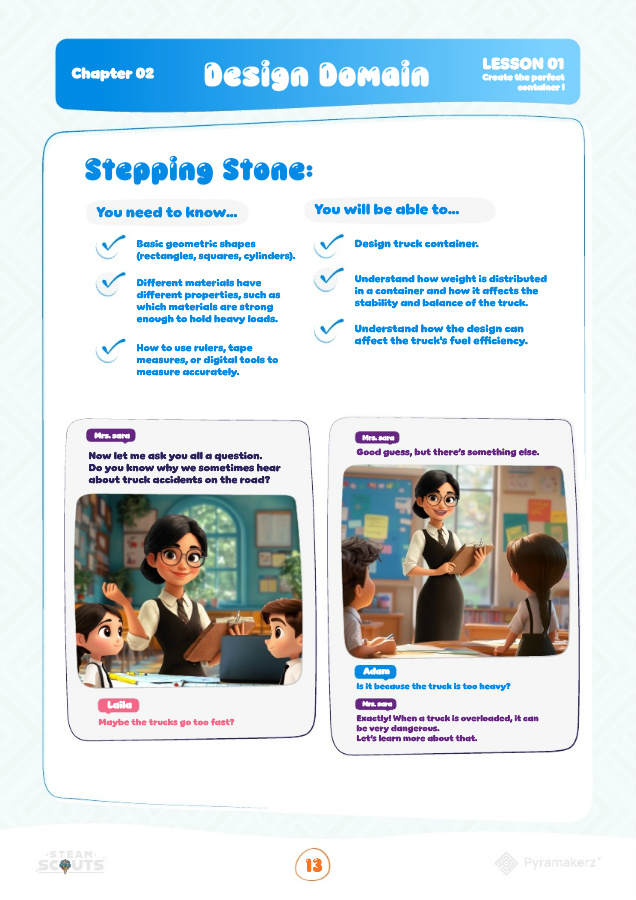 Chapter 02
Design Domain
LESSON 01
Create the perfect
container !
Stepping Stone:
You need to know...
Basic geometric shapes
(rectangles, squares, cylinders).
Different materials have
different properties, such as
which materials are strong
enough to hold heavy loads.
How to use rulers, tape
measures, or digital tools to
measure accurately.
You will be able to...
Design truck container.
Understand how weight is distributed
in a container and how it affects the
stability and balance of the truck.
Understand how the design can
affect the truck's fuel efficiency.
Mrs. sara
Now let me ask you all a question.
Do you know why we sometimes hear
about truck accidents on the road?
Laila
Maybe the trucks go too fast?
Mrs. sara
Good guess, but there's something else.
Adam
Is it because the truck is too heavy?
Mrs. sara
Exactly! When a truck is overloaded, it can
be very dangerous.
Let's learn more about that.
STEAM
SCOUTS
13
Pyramakerz